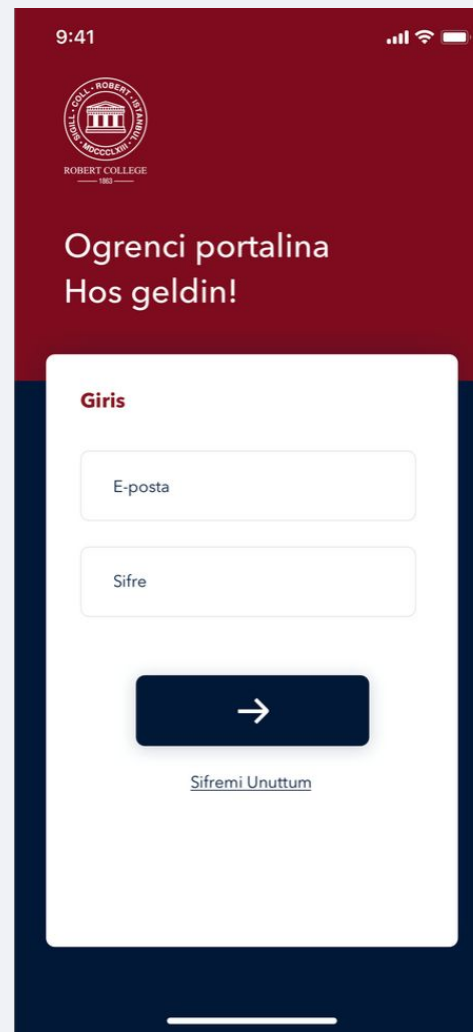 9:41
SIGILL · COLL · ROBERT · ISTANBUL · MDCCCLXIII ·
ROBERT COLLEGE
1863
Ogrenci portalina
Hos geldin!
Giris
E-posta
Sifre
Sifremi Unuttum